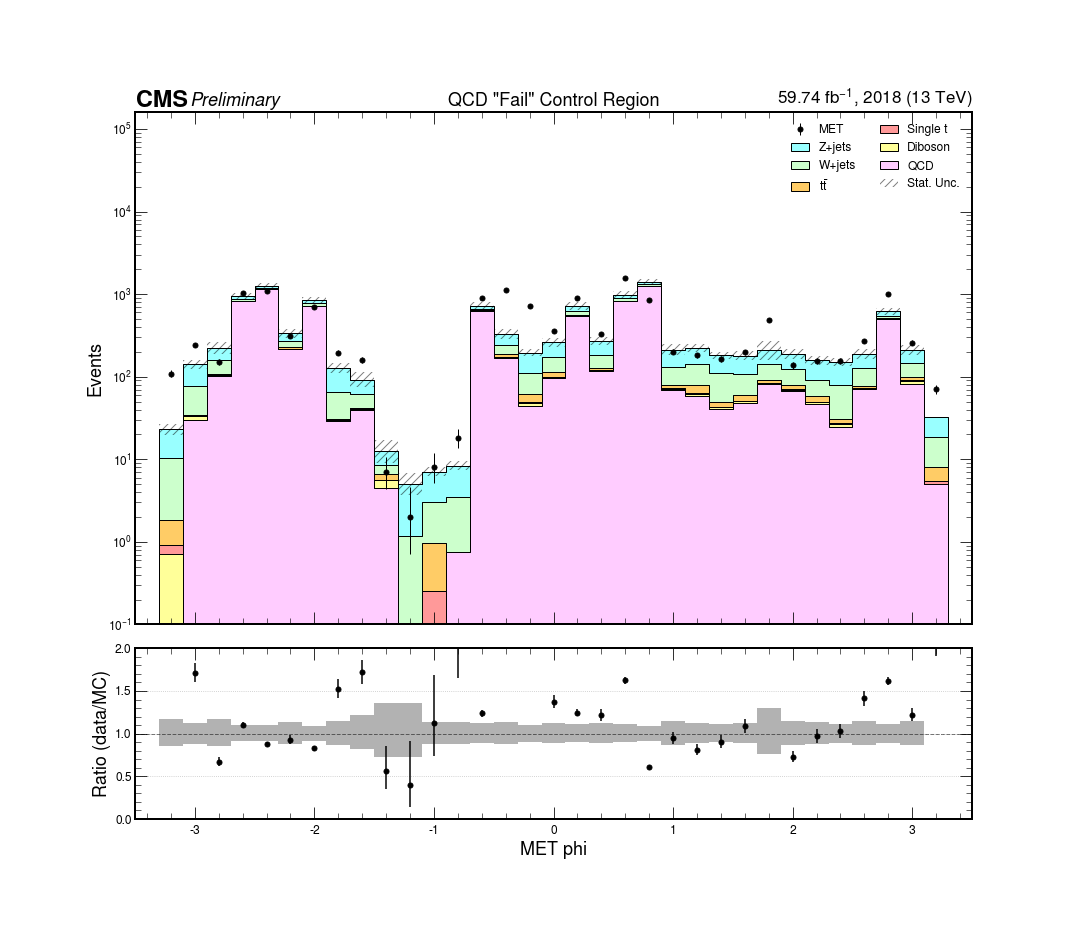 CMS Preliminary QCD "Fail" Control Region 59.74 fb⁻¹, 2018 (13 TeV)
10⁵
10⁴
10³
10²
10¹
10⁰
10⁻¹
Events
MET
Z+jets
W+jets
tt̄
Single t
Diboson
QCD
Stat. Unc.
2.0
1.5
1.0
0.5
0.0
Ratio (data/MC)
-3 -2 -1 0 1 2 3
MET phi